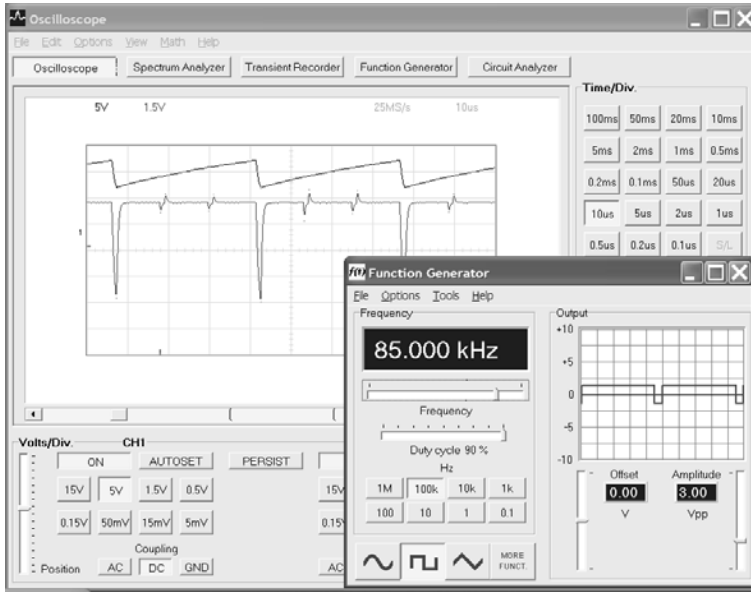 Oscilloscope
File Edit Options View Math Help
Oscilloscope Spectrum Analyzer Transient Recorder Function Generator Circuit Analyzer
Time/Div.
5V 1.5V 25MS/s 10us
100ms 50ms 20ms 10ms
5ms 2ms 1ms 0.5ms
0.2ms 0.1ms 50us 20us
10us 5us 2us 1us
0.5us 0.2us 0.1us S/L
1
Volts/Div. CH1
ON AUTOSET PERSIST
15V 5V 1.5V 0.5V 15V
0.15V 50mV 15mV 5mV 0.15
Coupling
Position AC DC GND AC
f(t) Function Generator
File Options Tools Help
Frequency
85.000 kHz
Frequency
Duty cycle 90 %
Hz
1M 100k 10k 1k
100 10 1 0.1
MORE FUNCT.
Output
+10
+5
0
-5
-10
Offset Amplitude
0.00 3.00
V Vpp